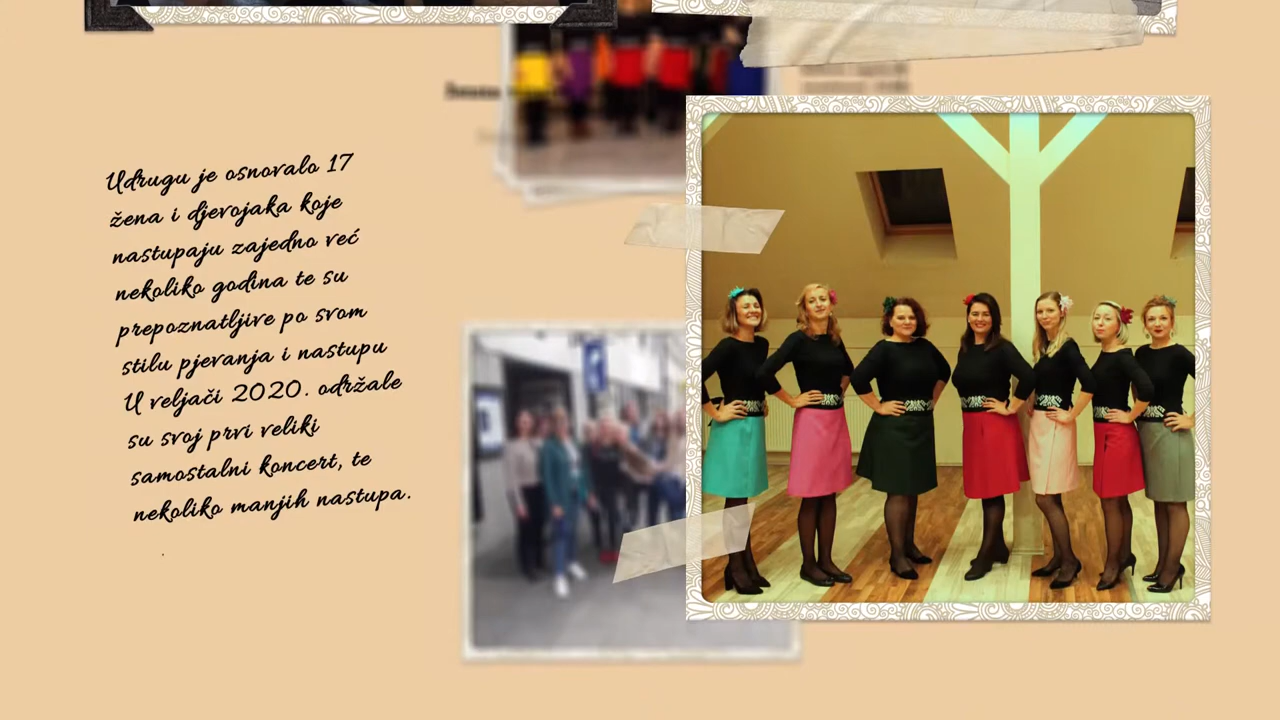 Udrugu je osnovalo 17
žena i djevojaka koje
nastupaju zajedno već
nekoliko godina te su
prepoznatljive po svom
stilu pjevanja i nastupu
U veljači 2020. održale
su svoj prvi veliki
samostalni koncert, te
nekoliko manjih nastupa.
.